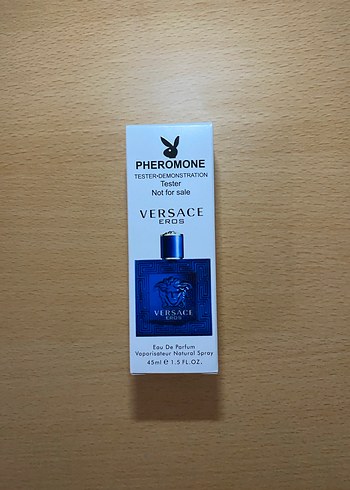 PHEROMONE
TESTER•DEMONSTRATION
Tester
Not for sale
VERSACE
EROS
VERSACE
EROS
Eau De Parfum
Vaporisateur Natural Spray
45ml ℮ 1.5 FL.OZ.